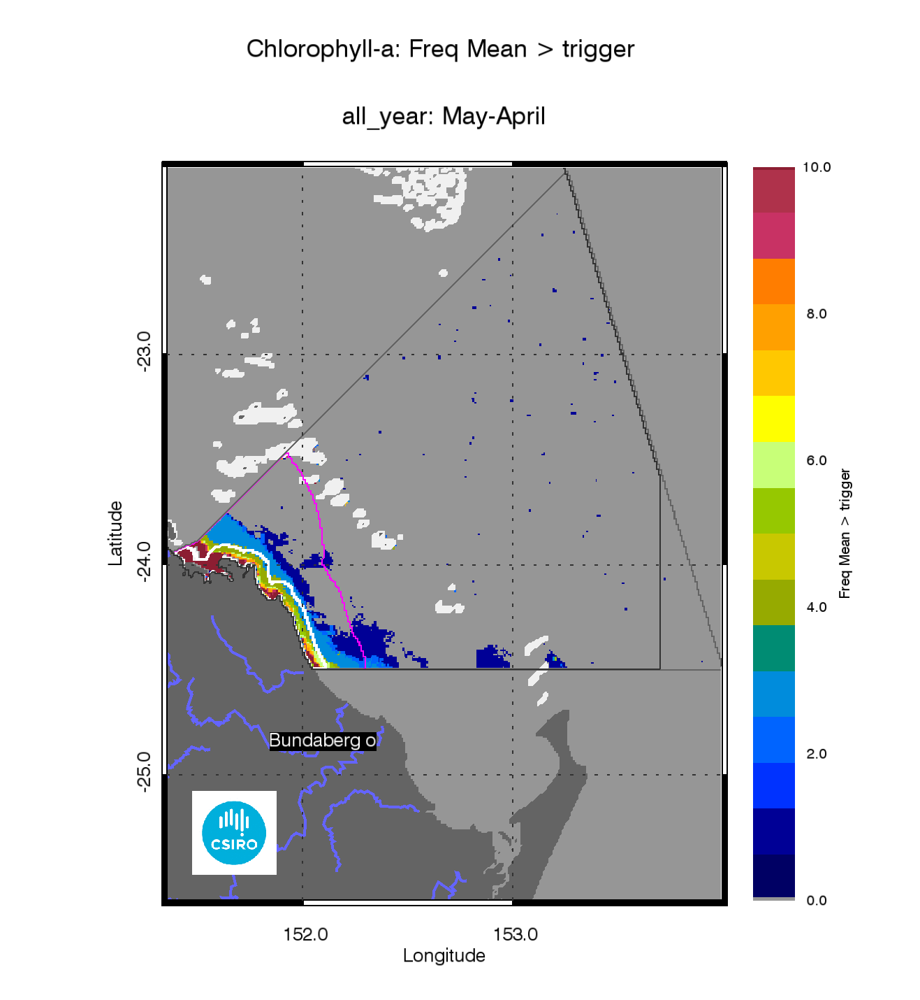 Chlorophyll-a: Freq Mean > trigger
all_year: May-April
10.0
8.0
6.0
4.0
2.0
0.0
Freq Mean > trigger
-23.0
-24.0
-25.0
Latitude
Bundaberg o
CSIRO
152.0
153.0
Longitude